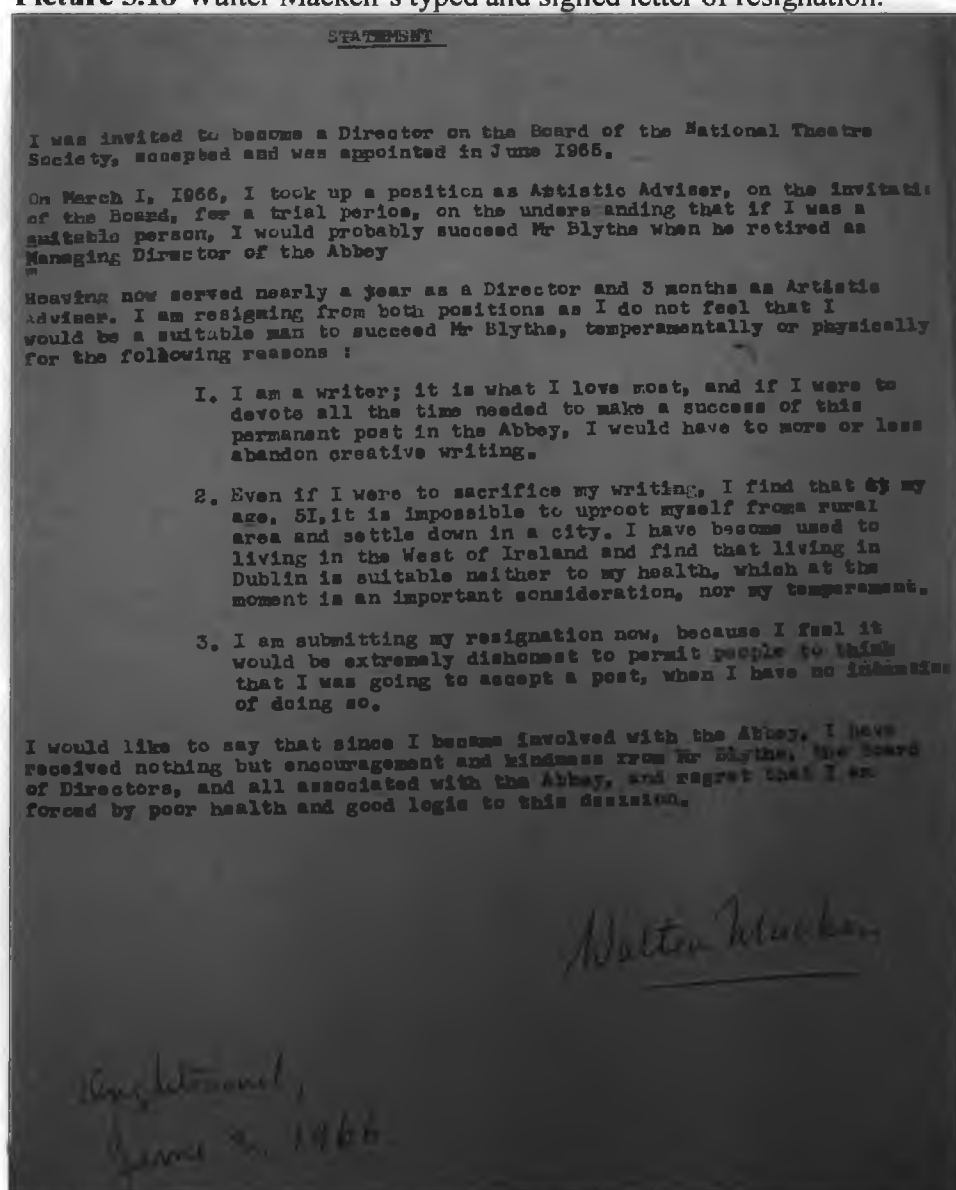 Walter Macken's typed and signed letter of resignation.
STATEMENT
I was invited to become a Director on the Board of the National Theatre
Society, accepted and was appointed in June 1965.
On March I, I966, I took up a position as Artistic Adviser, on the invitati
of the Board, for a trial perios, on the unders anding that if I was a
suitable person, I would probably succeed Mr Blythe when he retired as
Managing Director of the Abbey
Heaving now served nearly a year as a Director and 3 months as Artistic
Adviser. I am resigning from both positions as I do not feel that I
would be a suitable man to succeed Mr Blythe, temperamentally or physically
for the following reasons :
I. I am a writer; it is what I love most, and if I were to
devote all the time needed to make a success of this
permanent post in the Abbey, I would have to more or less
abandon creative writing.
2. Even if I were to sacrifice my writing, I find that at my
age, 5I, it is impossible to uproot myself froma rural
area and settle down in a city. I have become used to
living in the West of Ireland and find that living in
Dublin is suitable neither to my health, which at the
moment is an important consideration, nor my temperament.
3. I am submitting my resignation now, because I feel it
would be extremely dishonest to permit people to think
that I was going to accept a post, when I have no intention
of doing so.
I would like to say that since I became involved with the Abbey, I have
received nothing but encouragement and kindness from Mr Blythe, the Board
of Directors, and all associated with the Abbey, and regret that I am
forced by poor health and good logic to this decision.
Walter Macken
June 1966